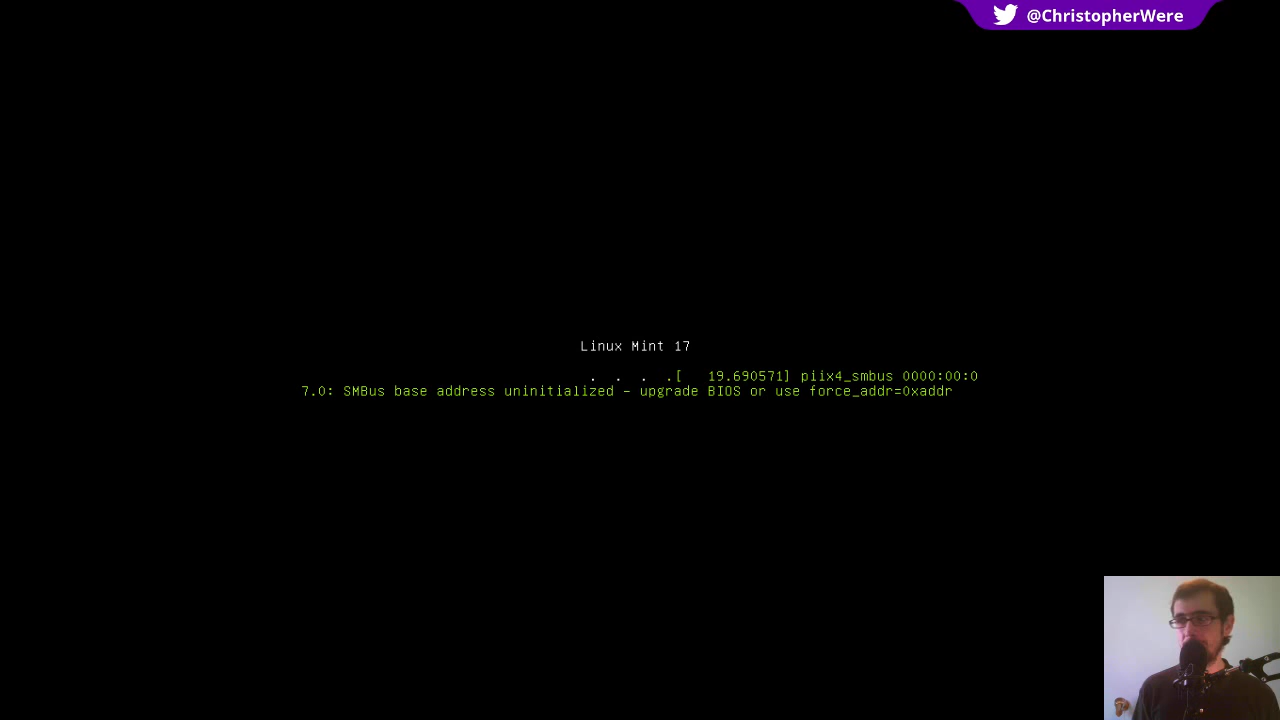 @ChristopherWere
Linux Mint 17
. . . .[   19.690571] piix4_smbus 0000:00:0
7.0: SMBus base address uninitialized - upgrade BIOS or use force_addr=0xaddr